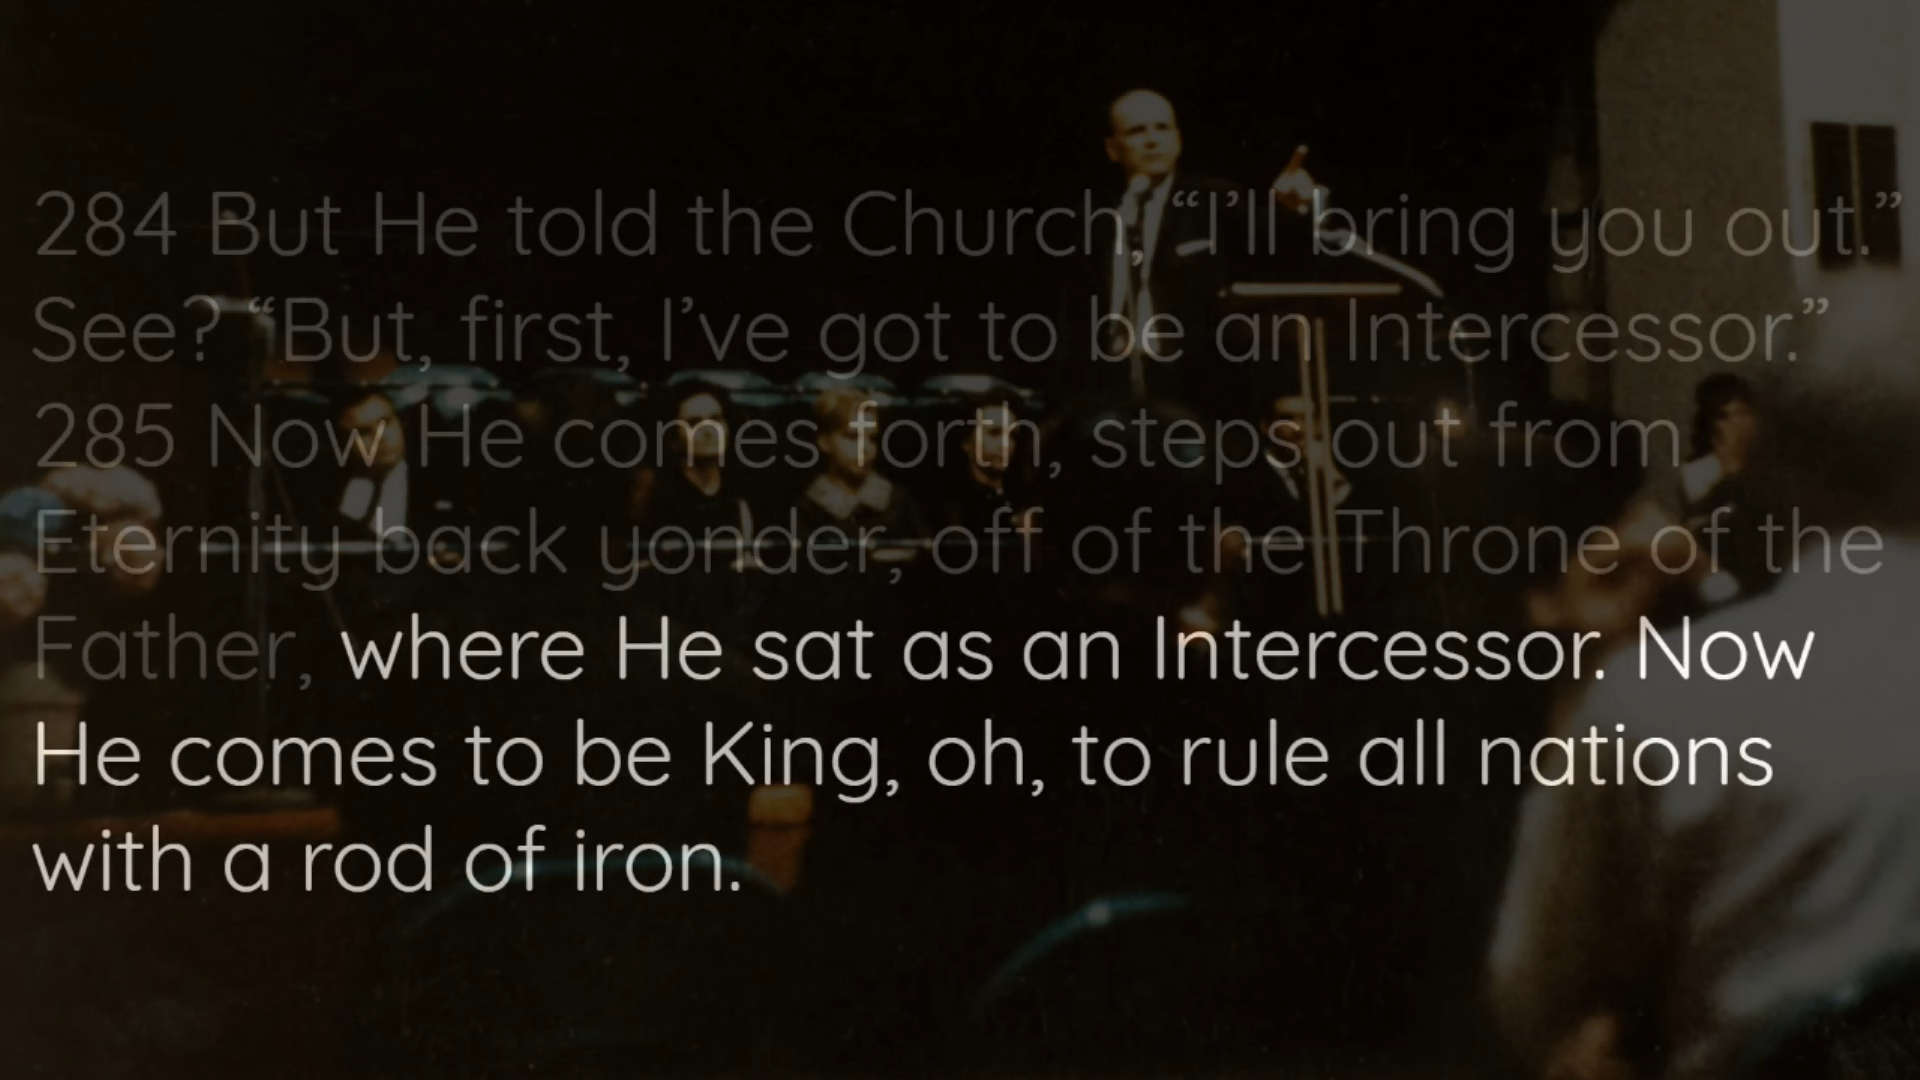 284 But He told the Church, “I’ll bring you out.”
See? “But, first, I’ve got to be an Intercessor.”
285 Now He comes forth, steps out from
Eternity back yonder, off of the Throne of the
Father, where He sat as an Intercessor. Now
He comes to be King, oh, to rule all nations
with a rod of iron.